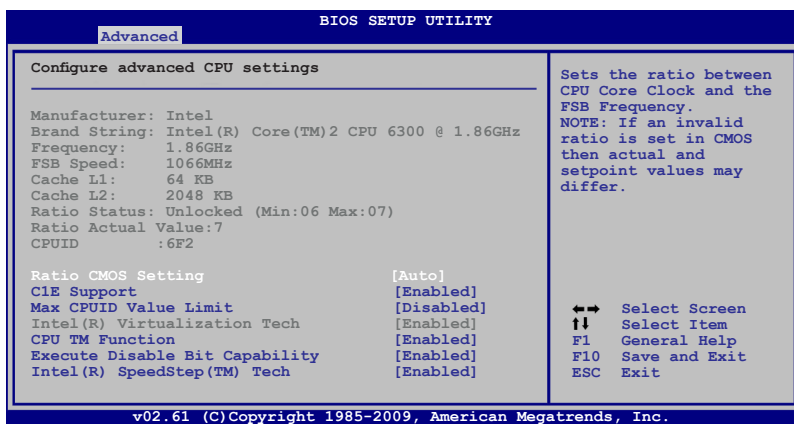 BIOS SETUP UTILITY
Advanced
Configure advanced CPU settings
Manufacturer: Intel
Brand String: Intel(R) Core(TM)2 CPU 6300 @ 1.86GHz
Frequency: 1.86GHz
FSB Speed: 1066MHz
Cache L1: 64 KB
Cache L2: 2048 KB
Ratio Status: Unlocked (Min:06 Max:07)
Ratio Actual Value:7
CPUID :6F2
Ratio CMOS Setting [Auto]
C1E Support [Enabled]
Max CPUID Value Limit [Disabled]
Intel(R) Virtualization Tech [Enabled]
CPU TM Function [Enabled]
Execute Disable Bit Capability [Enabled]
Intel(R) SpeedStep(TM) Tech [Enabled]
Sets the ratio between
CPU Core Clock and the
FSB Frequency.
NOTE: If an invalid
ratio is set in CMOS
then actual and
setpoint values may
differ.
←→ Select Screen
↑↓ Select Item
F1 General Help
F10 Save and Exit
ESC Exit
v02.61 (C)Copyright 1985-2009, American Megatrends, Inc.